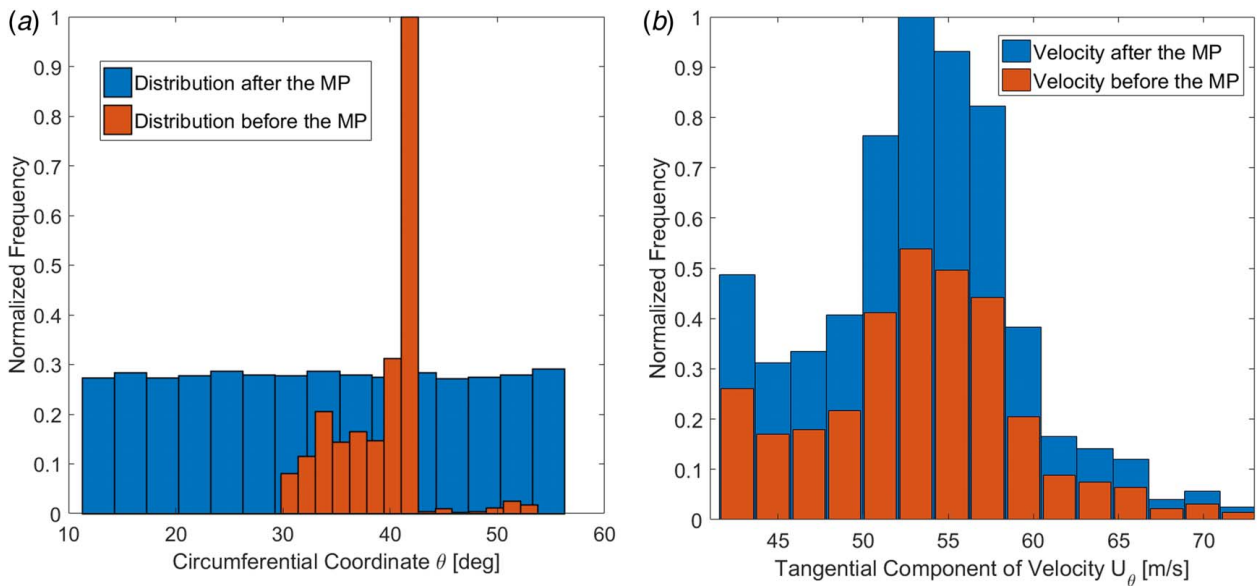 (a)
1
0.9
0.8
0.7
0.6
0.5
0.4
0.3
0.2
0.1
0
Normalized Frequency
Distribution after the MP
Distribution before the MP
10 20 30 40 50 60
Circumferential Coordinate θ [deg]
(b)
1
0.9
0.8
0.7
0.6
0.5
0.4
0.3
0.2
0.1
0
Normalized Frequency
Velocity after the MP
Velocity before the MP
45 50 55 60 65 70
Tangential Component of Velocity U_θ [m/s]